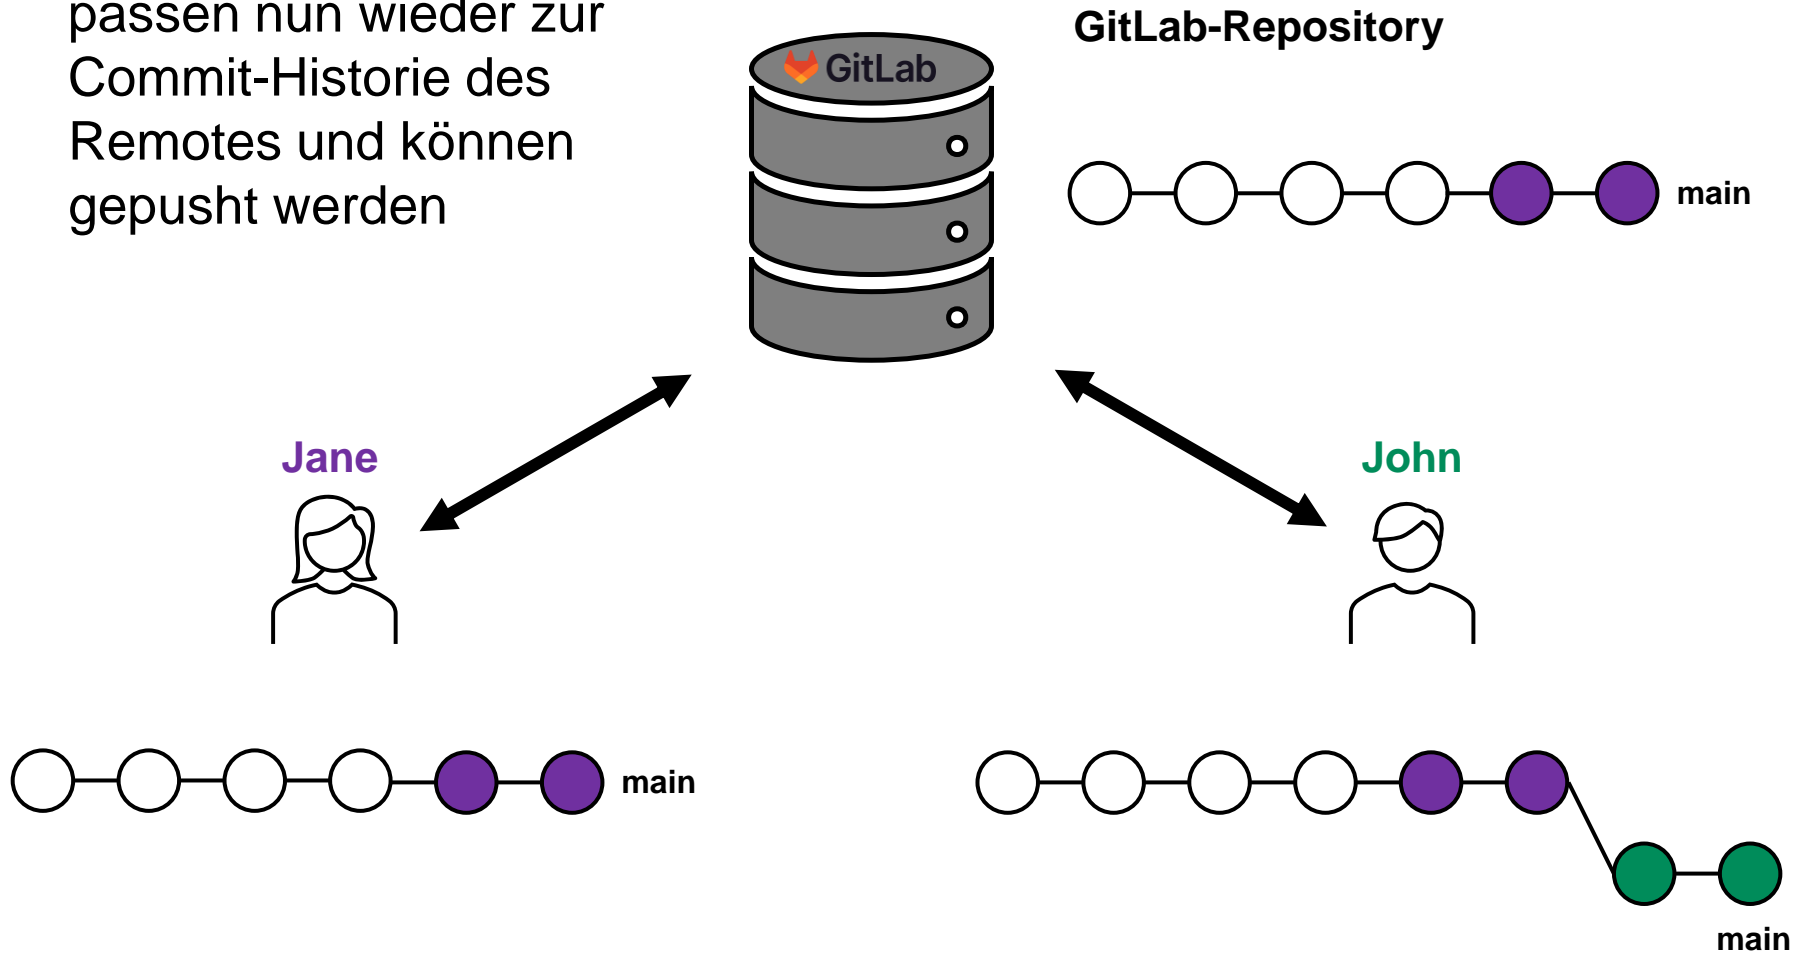 passen nun wieder zur
Commit-Historie des
Remotes und können
gepusht werden
GitLab-Repository
GitLab
main
Jane
John
main
main